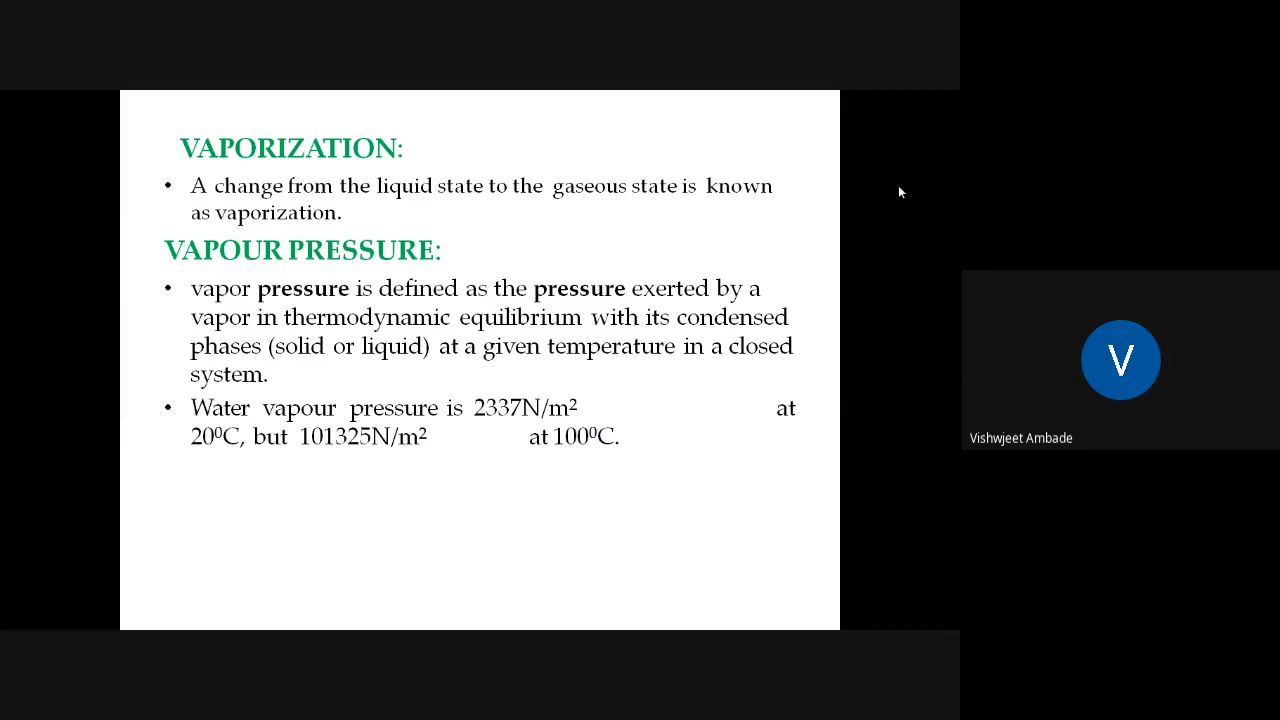 VAPORIZATION:
• A change from the liquid state to the gaseous state is known
as vaporization.
VAPOUR PRESSURE:
• vapor pressure is defined as the pressure exerted by a
vapor in thermodynamic equilibrium with its condensed
phases (solid or liquid) at a given temperature in a closed
system.
• Water vapour pressure is 2337N/m² at
20⁰C, but 101325N/m² at 100⁰C.
V
Vishwjeet Ambade